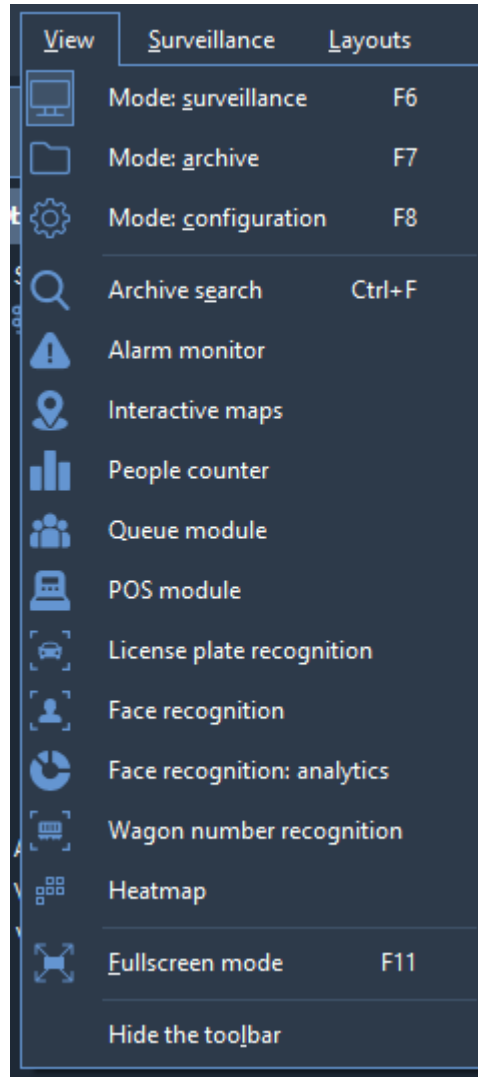 View Surveillance Layouts
Mode: surveillance F6
Mode: archive F7
Mode: configuration F8
Archive search Ctrl+F
Alarm monitor
Interactive maps
People counter
Queue module
POS module
License plate recognition
Face recognition
Face recognition: analytics
Wagon number recognition
Heatmap
Fullscreen mode F11
Hide the toolbar